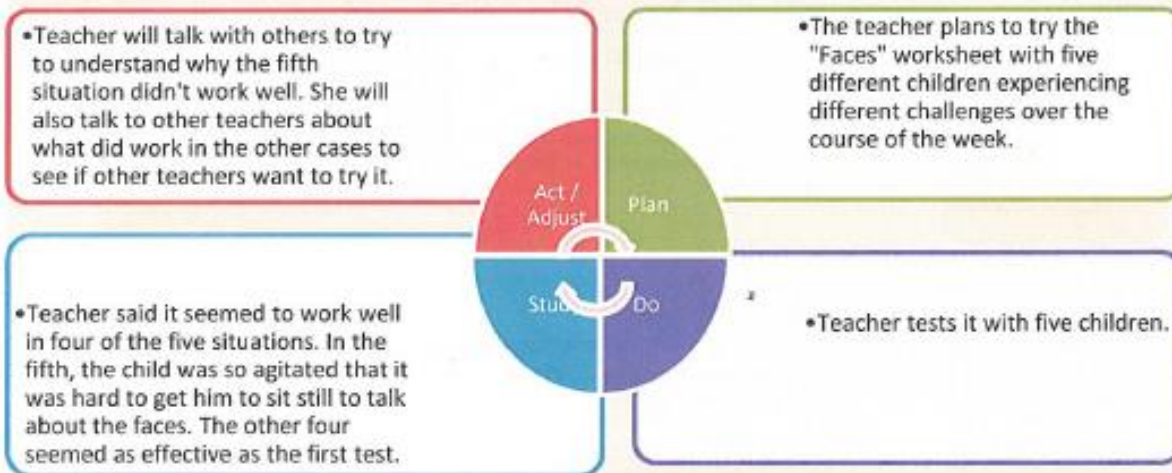 •Teacher will talk with others to try
to understand why the fifth
situation didn't work well. She will
also talk to other teachers about
what did work in the other cases to
see if other teachers want to try it.
•The teacher plans to try the
"Faces" worksheet with five
different children experiencing
different challenges over the
course of the week.
Act /
Adjust
Plan
Do
•Teacher said it seemed to work well
in four of the five situations. In the
fifth, the child was so agitated that it
was hard to get him to sit still to talk
about the faces. The other four
seemed as effective as the first test.
•Teacher tests it with five children.